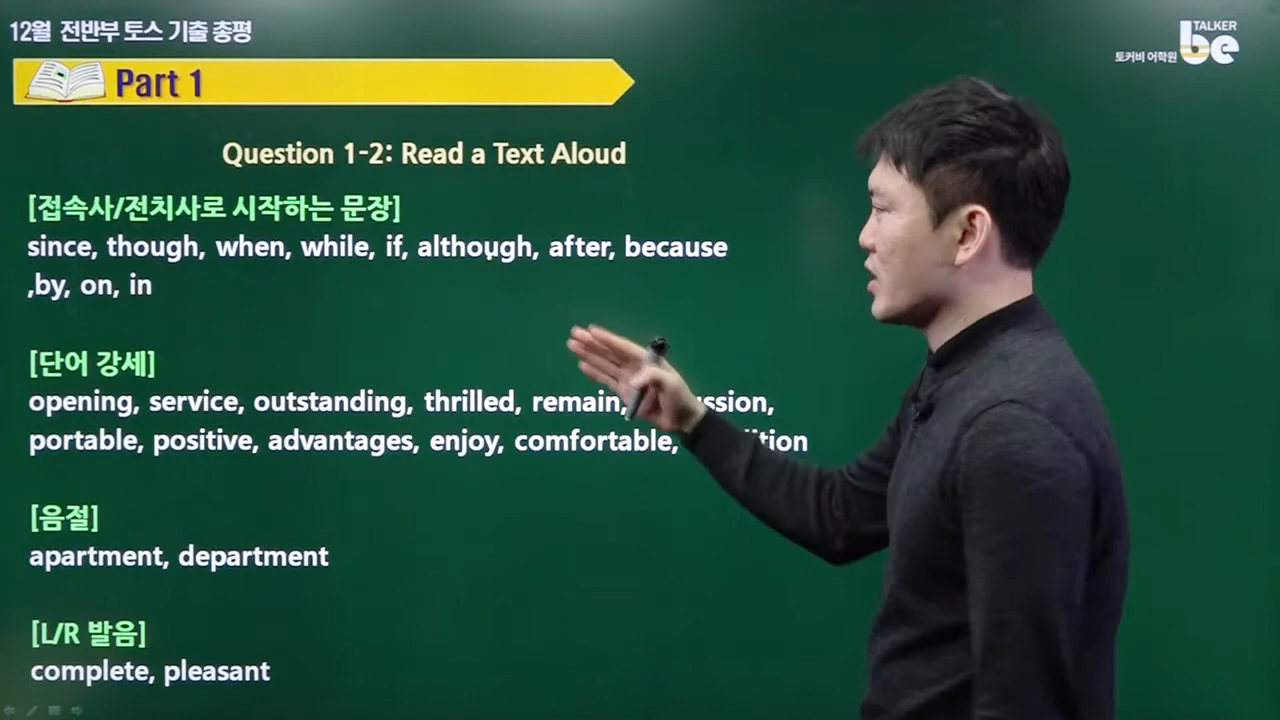 12월 전반부 토스 기출 총평
TALKER
be
토커비 어학원
Part 1
Question 1-2: Read a Text Aloud
[접속사/전치사로 시작하는 문장]
since, though, when, while, if, although, after, because
,by, on, in
[단어 강세]
opening, service, outstanding, thrilled, remain,
portable, positive, advantages, enjoy, comfortable,
[음절]
apartment, department
[L/R 발음]
complete, pleasant